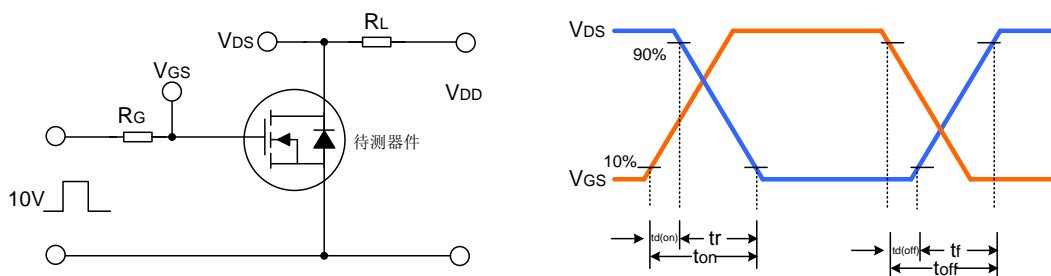 RL
VDS
VGS
VDD
RG
待测器件
10V
VDS
90%
10%
VGS
td(on)
tr
ton
td(off)
tf
toff